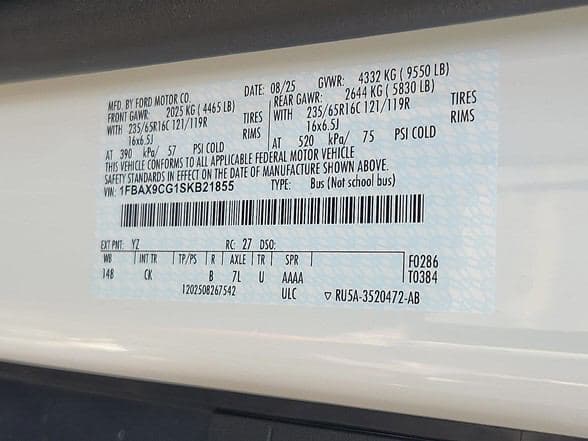 MFD. BY FORD MOTOR CO. DATE: 08/25 GVWR: 4332 KG ( 9550 LB)
FRONT GAWR: 2025 KG ( 4465 LB) REAR GAWR: 2644 KG ( 5830 LB)
WITH 235/65R16C 121/119R TIRES WITH 235/65R16C 121/119R TIRES
16x6.5J RIMS 16x6.5J RIMS
AT 390 kPa/ 57 PSI COLD AT 520 kPa/ 75 PSI COLD
THIS VEHICLE CONFORMS TO ALL APPLICABLE FEDERAL MOTOR VEHICLE
SAFETY STANDARDS IN EFFECT ON THE DATE OF MANUFACTURE SHOWN ABOVE.
VIN: 1FBAX9CG1SKB21855 TYPE: Bus (Not school bus)
EXT PNT: YZ RC: 27 DSO:
WB INT TR TP/PS R AXLE TR SPR F0286
148 CK B 7L U AAAA T0384
1202508267542 ULC ▽ RU5A-3520472-AB